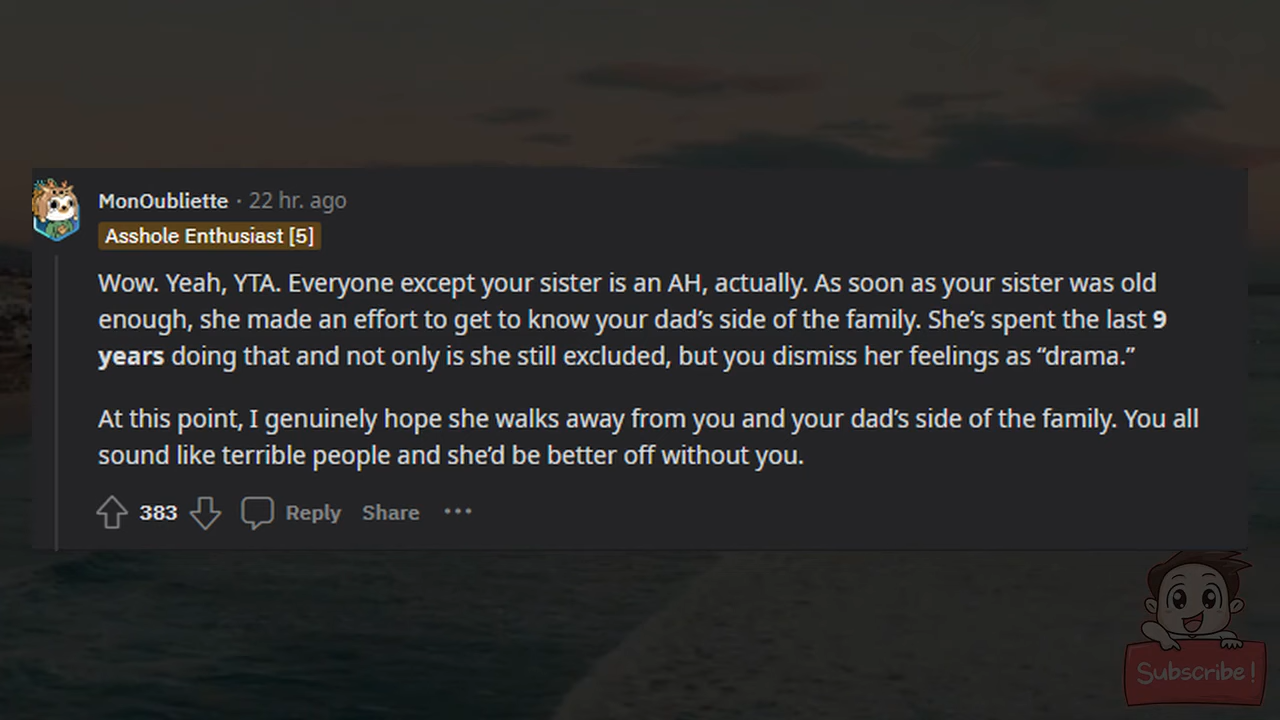 MonOubliette · 22 hr. ago
Asshole Enthusiast [5]
Wow. Yeah, YTA. Everyone except your sister is an AH, actually. As soon as your sister was old
enough, she made an effort to get to know your dad’s side of the family. She’s spent the last 9
years doing that and not only is she still excluded, but you dismiss her feelings as “drama.”
At this point, I genuinely hope she walks away from you and your dad’s side of the family. You all
sound like terrible people and she’d be better off without you.
383 Reply Share ···
Subscribe!